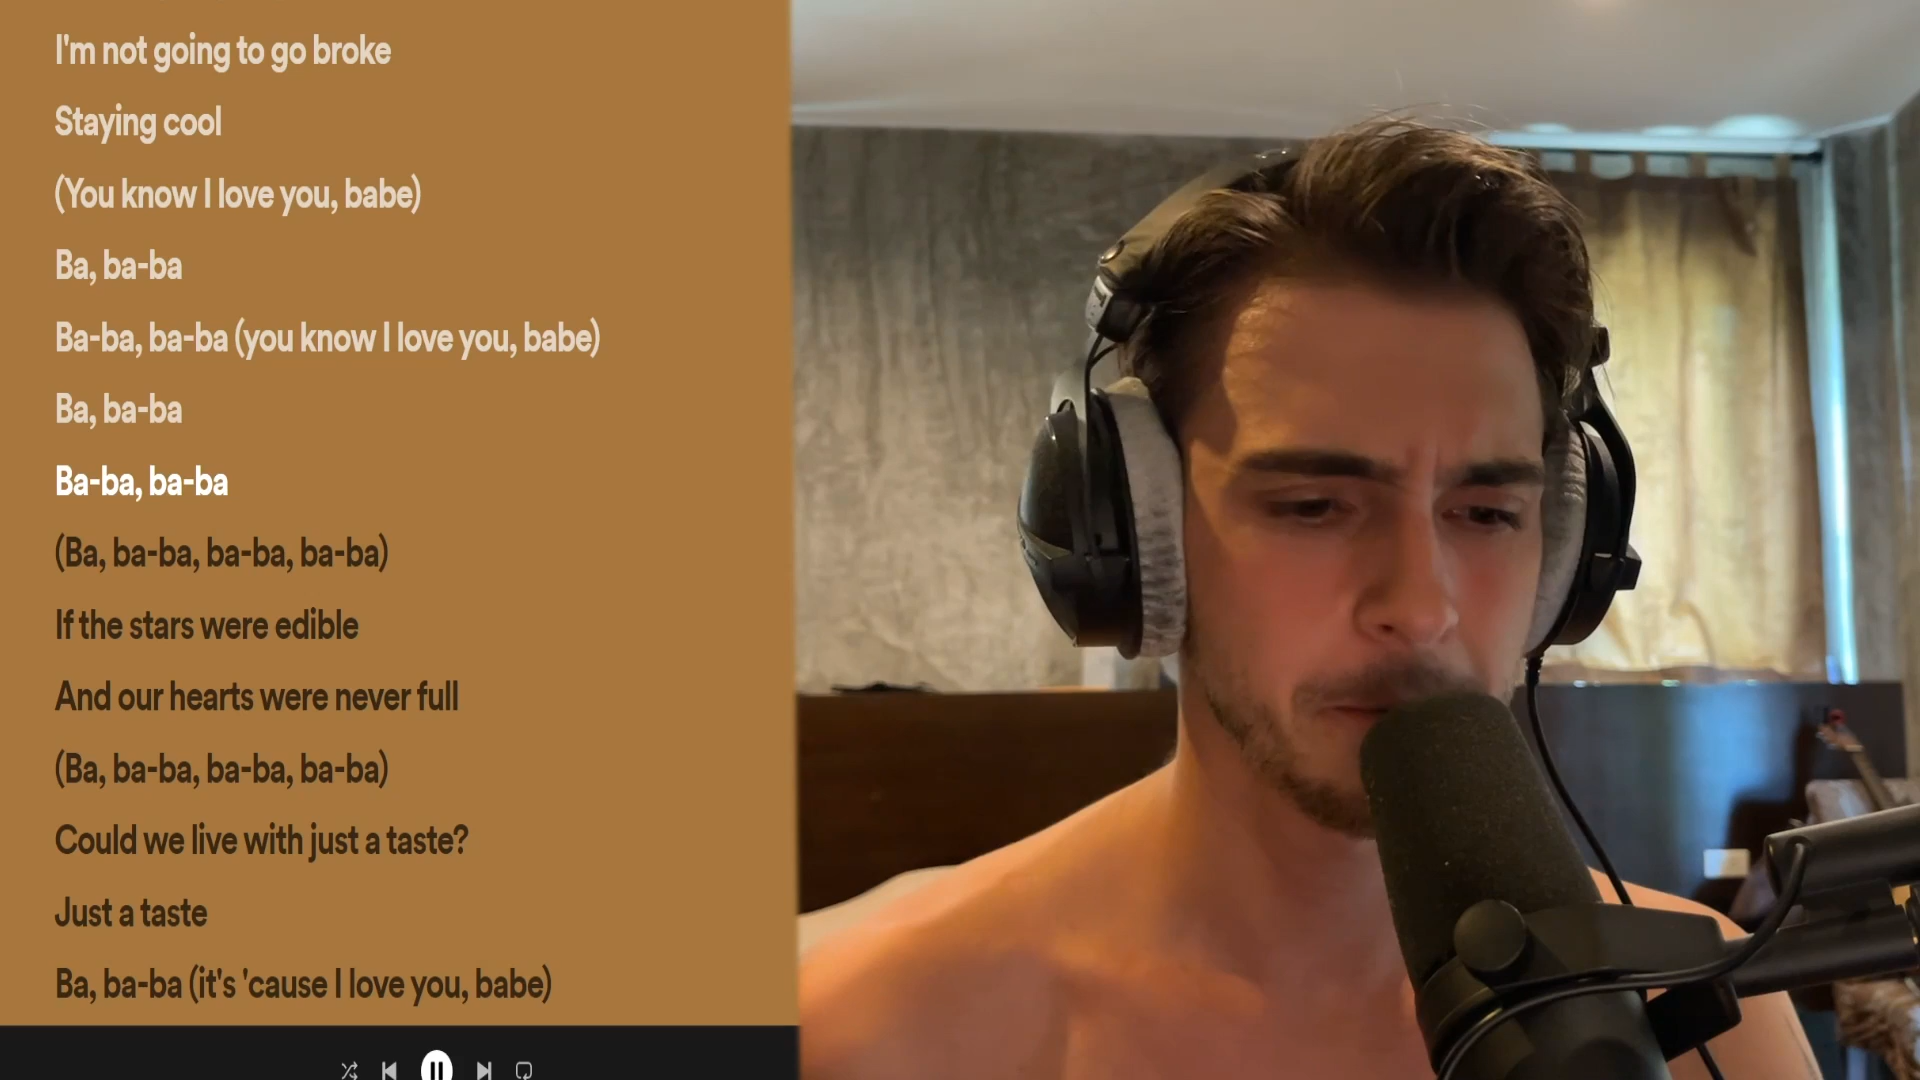 I'm not going to go broke
Staying cool
(You know I love you, babe)
Ba, ba-ba
Ba-ba, ba-ba (you know I love you, babe)
Ba, ba-ba
Ba-ba, ba-ba
(Ba, ba-ba, ba-ba, ba-ba)
If the stars were edible
And our hearts were never full
(Ba, ba-ba, ba-ba, ba-ba)
Could we live with just a taste?
Just a taste
Ba, ba-ba (it's 'cause I love you, babe)